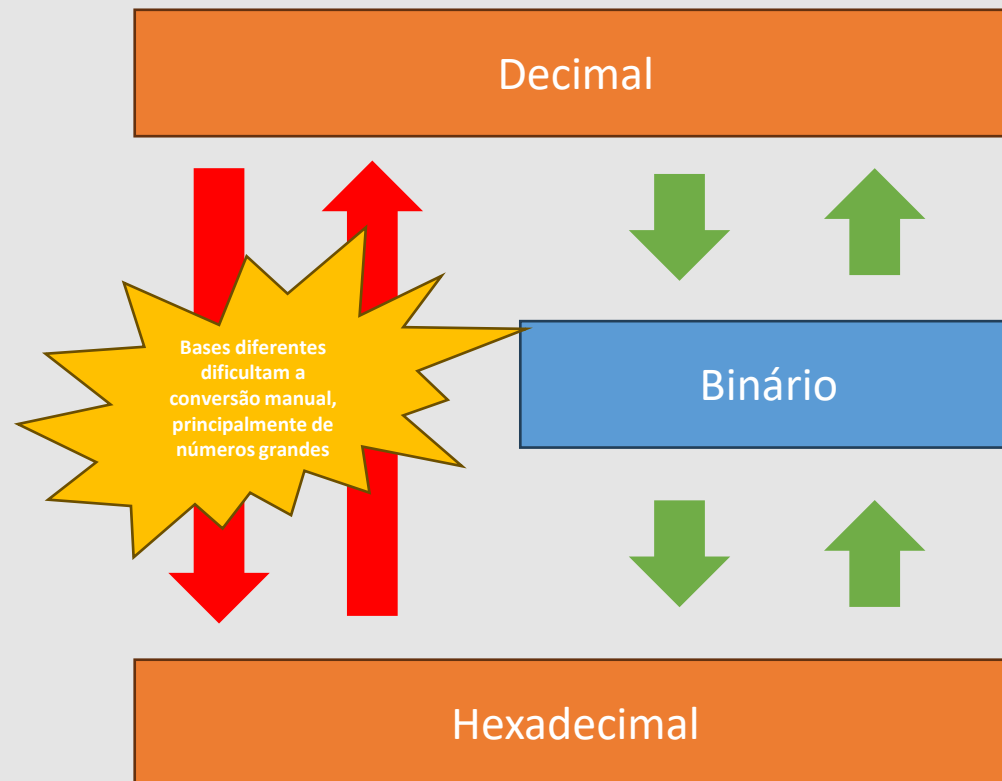 Decimal
Bases diferentes
dificultam a
conversão manual,
principalmente de
números grandes
Binário
Hexadecimal